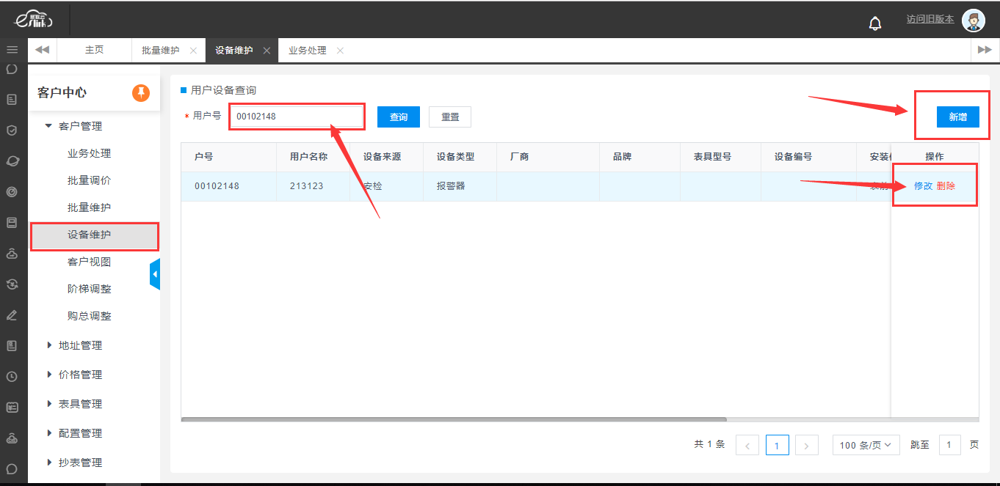 访问旧版本
主页
批量维护
设备维护
业务处理
客户中心
客户管理
业务处理
批量调价
批量维护
设备维护
客户视图
阶梯调整
购总调整
地址管理
价格管理
表具管理
配置管理
抄表管理
用户设备查询
* 用户号 00102148 查询 重置 新增
户号 用户名称 设备来源 设备类型 厂商 品牌 表具型号 设备编号 安装 操作
00102148 213123 安检 报警器 表前 修改 删除
共 1 条 < 1 > 100 条/页 跳至 1 页